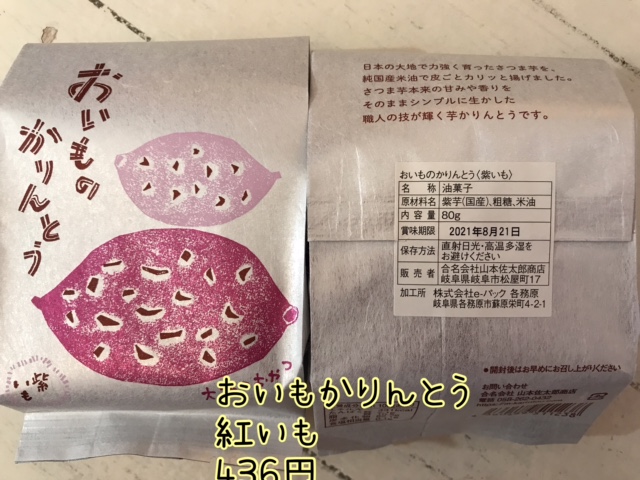 おいもの
かりんとう
紫いも
日本の大地で力強く育ったさつま芋を、
純国産米油で皮ごとカリッと揚げました。
さつま芋本来の甘みや香りを
そのままシンプルに生かした
職人の技が輝く芋かりんとうです。
おいものかりんとう〈紫いも〉
名称 油菓子
原材料名 紫芋(国産)、粗糖、米油
内容量 80g
賞味期限 2021年8月21日
保存方法 直射日光・高温多湿を
お避けください
販売者 合名会社山本佐太郎商店
岐阜県岐阜市松屋町17
加工所 株式会社e-パック 各務原
岐阜県各務原市蘇原栄町4-2-1
●開封後はお早めにお召し上がりください
お問い合わせ
合名会社 山本佐太郎商店
おいもかりんとう
紅いも
436円